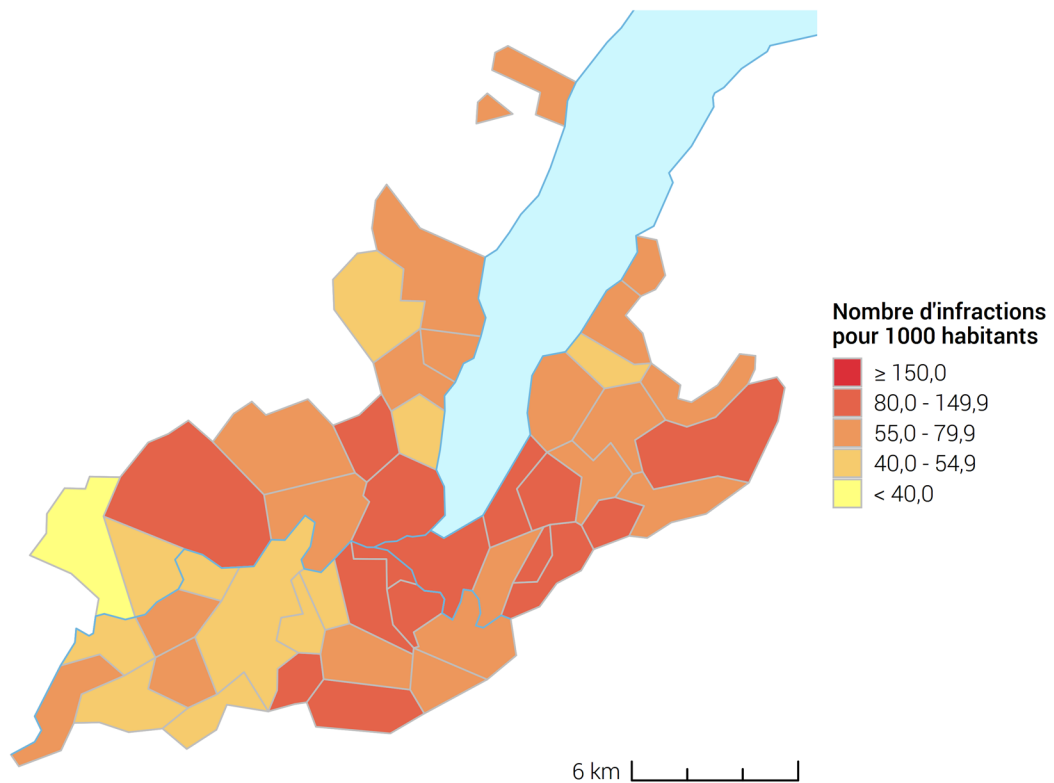 Nombre d'infractions
pour 1000 habitants
≥ 150,0
80,0 - 149,9
55,0 - 79,9
40,0 - 54,9
< 40,0
6 km